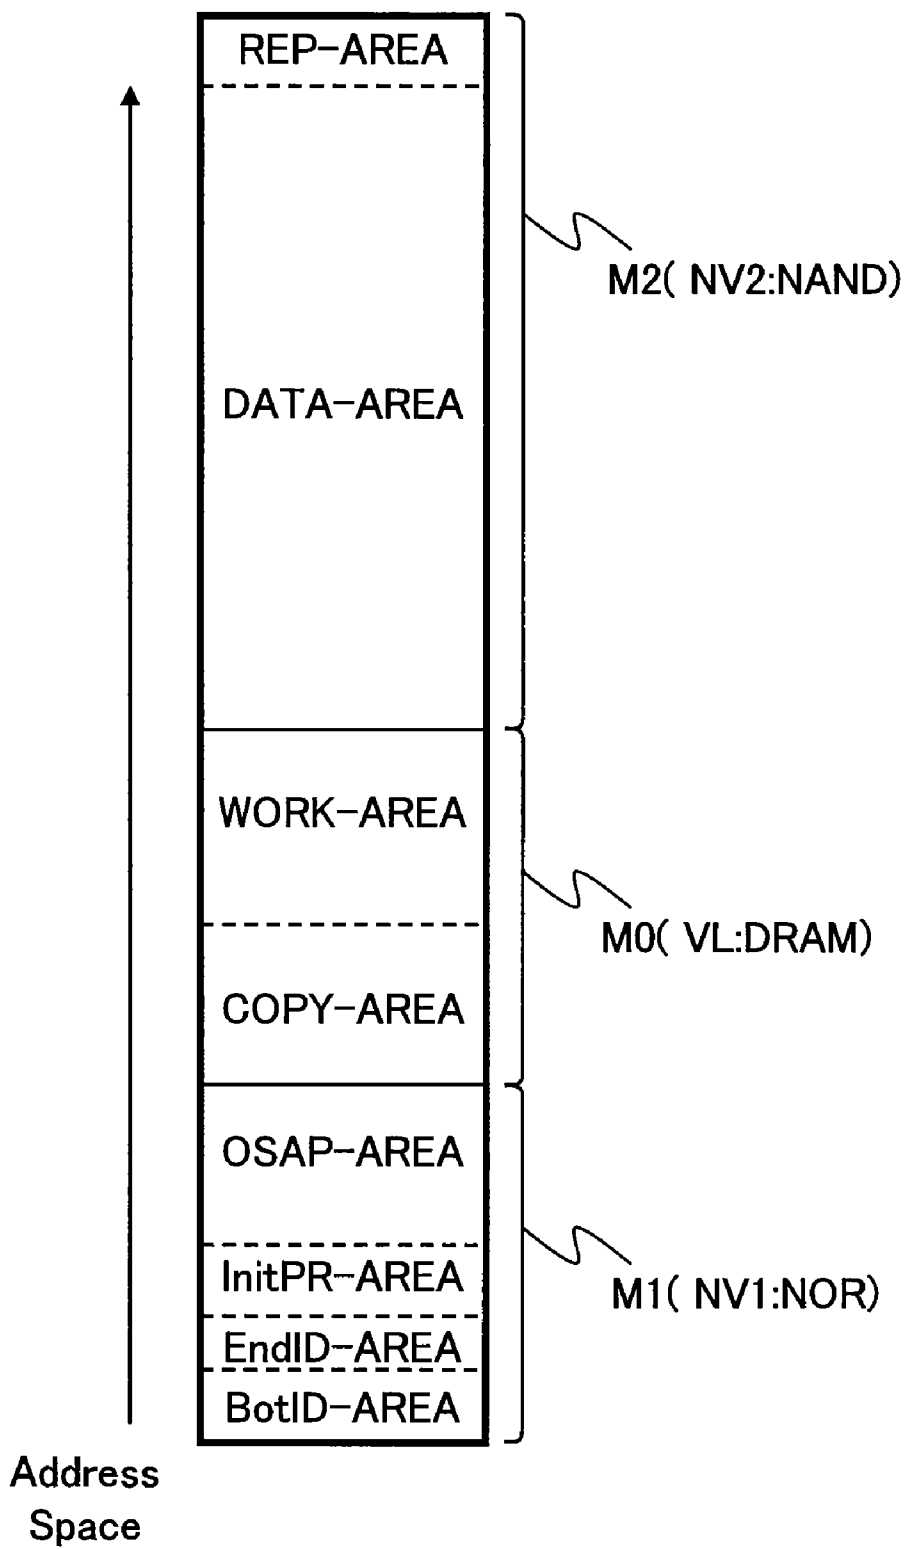 REP-AREA
M2( NV2:NAND)
DATA-AREA
WORK-AREA
M0( VL:DRAM)
COPY-AREA
OSAP-AREA
InitPR-AREA
M1( NV1:NOR)
EndID-AREA
BotID-AREA
Address
Space